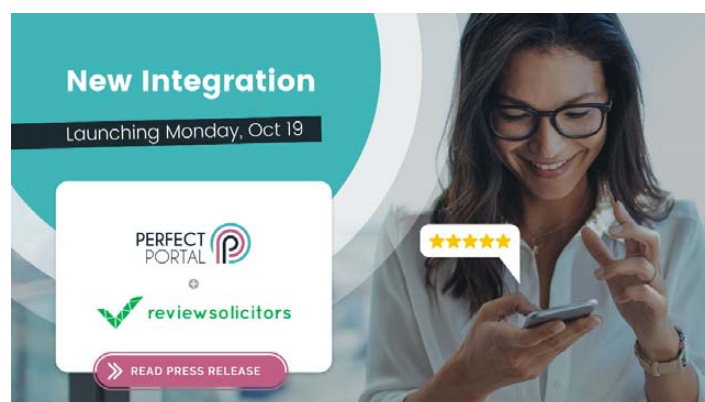 New Integration
Launching Monday, Oct 19
PERFECT
PORTAL
reviewsolicitors
READ PRESS RELEASE